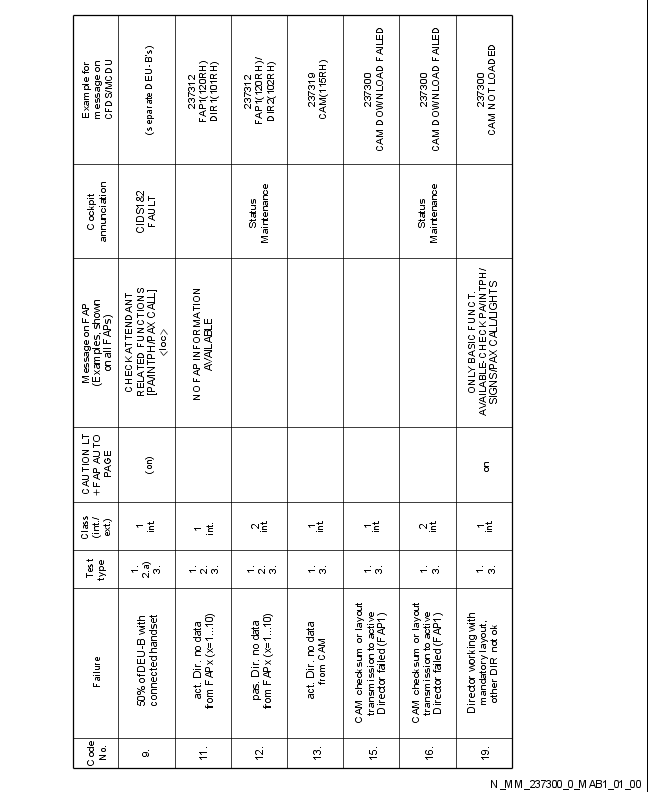 Code
No.
Failure
Test
type
Class
(int./
ext.)
CAUTION LT
+ FAP AUTO
PAGE
Message on FAP
(Examples, shown
on all FAPs)
Cockpit
annunciation
Example for
message on
CFDS/MCDU
9.
50% of DEU-B with
connected handset
1.
2.a)
3.
1
int.
(on)
CHECK ATTENDANT
RELATED FUNCTIONS
[PA/INTPH/PAX CALL]
<loc>
CIDS1&2
FAULT
(separate DEU-B's)
11.
act. Dir. no data
from FAPx (x=1...10)
1.
2.
3.
1
int.
NO FAP INFORMATION
AVAILABLE
237312
FAP1(120RH)
DIR1(101RH)
12.
pas. Dir. no data
from FAPx (x=1...10)
1.
2.
3.
2
int.
Status
Maintenance
237312
FAP1(120RH)/
DIR2(102RH)
13.
act. Dir. no data
from CAM
1.
3.
1
int.
237319
CAM(115RH)
15.
CAM checksum or layout
transmission to active
Director failed (FAP1)
1.
3.
1
int.
237300
CAM DOWNLOAD FAILED
16.
CAM checksum or layout
transmission to active
Director failed (FAP1)
1.
3.
2
int.
Status
Maintenance
237300
CAM DOWNLOAD FAILED
19.
Director working with
mandatory layout,
other DIR not ok
1.
3.
1
int.
on
ONLY BASIC FUNCT.
AVAILABLE-CHECK PA/INTPH/
SIGNS/PAX CALL/LIGHTS
237300
CAM NOT LOADED
N_MM_237300_0_MAB1_01_00